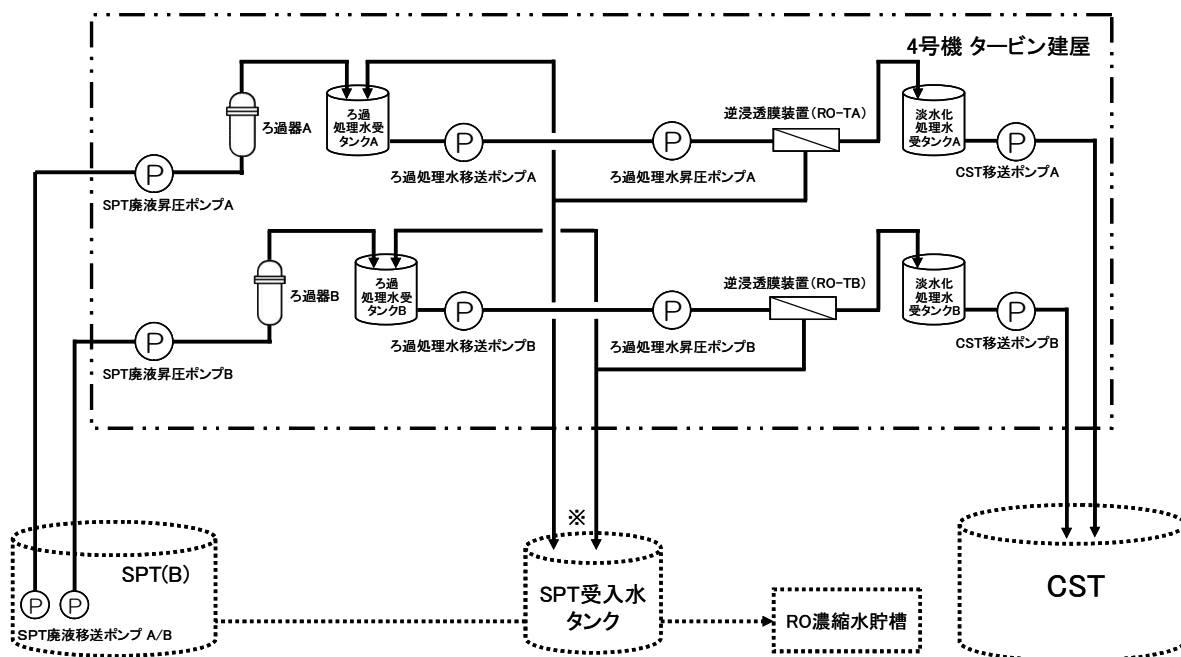 4号機 タービン建屋
ろ過器A
ろ過
処理水受
タンクA
逆浸透膜装置(RO-TA)
淡水化
処理水
受タンクA
P
P
P
P
SPT廃液昇圧ポンプA
ろ過処理水移送ポンプA
ろ過処理水昇圧ポンプA
CST移送ポンプA
ろ過器B
ろ過
処理水受
タンクB
逆浸透膜装置(RO-TB)
淡水化
処理水
受タンクB
P
P
P
P
SPT廃液昇圧ポンプB
ろ過処理水移送ポンプB
ろ過処理水昇圧ポンプB
CST移送ポンプB
※
SPT(B)
P
P
SPT廃液移送ポンプ A/B
SPT受入水
タンク
RO濃縮水貯槽
CST